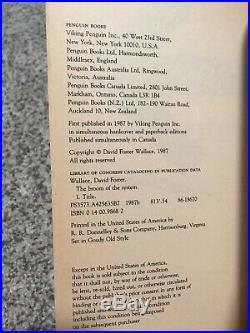 PENGUIN BOOKS
Viking Penguin Inc., 40 West 23rd Street,
New York, New York 10010, U.S.A.
Penguin Books Ltd, Harmondsworth,
Middlesex, England
Penguin Books Australia Ltd, Ringwood,
Victoria, Australia
Penguin Books Canada Limited, 2801 John Street,
Markham, Ontario, Canada L3R 1B4
Penguin Books (N.Z.) Ltd, 182–190 Wairau Road,
Auckland 10, New Zealand
First published in 1987 by Viking Penguin Inc.
in simultaneous hardcover and paperback editions
Published simultaneously in Canada
Copyright © David Foster Wallace, 1987
All rights reserved
LIBRARY OF CONGRESS CATALOGING IN PUBLICATION DATA
Wallace, David Foster.
The broom of the system.
I. Title.
PS3573.A425635B7 1987b 813'.54 86-18670
ISBN 0 14 00.9868 2
Printed in the United States of America by
R. R. Donnelley & Sons Company, Harrisonburg, Virginia
Set in Goudy Old Style
Except in the United States of America,
this book is sold subject to the condition
that it shall not, by way of trade or otherwise,
be lent, re-sold, hired out, or otherwise circulated
without the publisher's prior consent in any form of
binding or cover other than that in which it is
published and without a similar condition
including this condition being imposed
on the subsequent purchaser